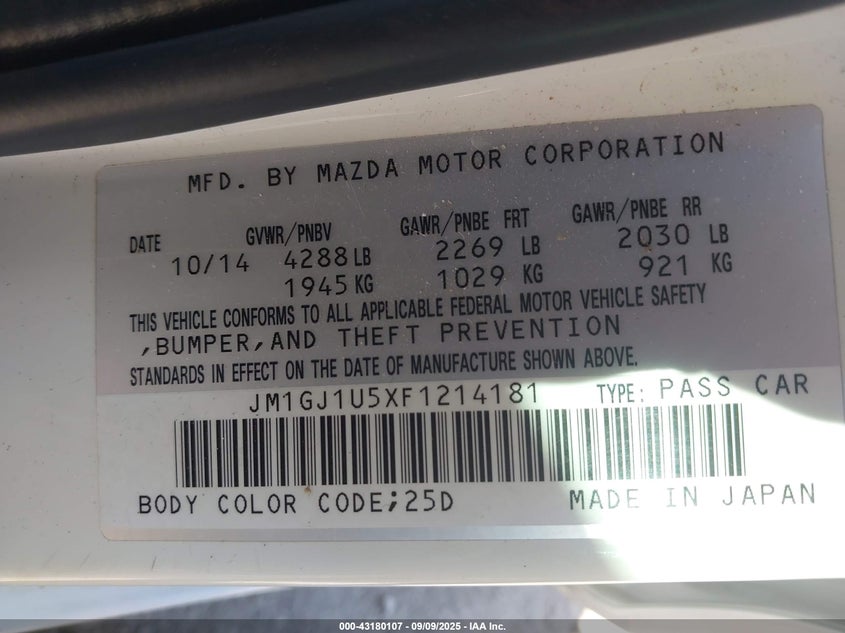 MFD. BY MAZDA MOTOR CORPORATION
DATE GVWR/PNBV GAWR/PNBE FRT GAWR/PNBE RR
10/14 4288 LB 2269 LB 2030 LB
1945 KG 1029 KG 921 KG
THIS VEHICLE CONFORMS TO ALL APPLICABLE FEDERAL MOTOR VEHICLE SAFETY
,BUMPER,AND THEFT PREVENTION
STANDARDS IN EFFECT ON THE DATE OF MANUFACTURE SHOWN ABOVE.
JM1GJ1U5XF1214181 TYPE: PASS CAR
BODY COLOR CODE;25D MADE IN JAPAN
000-43180107 - 09/09/2025 - IAA Inc.